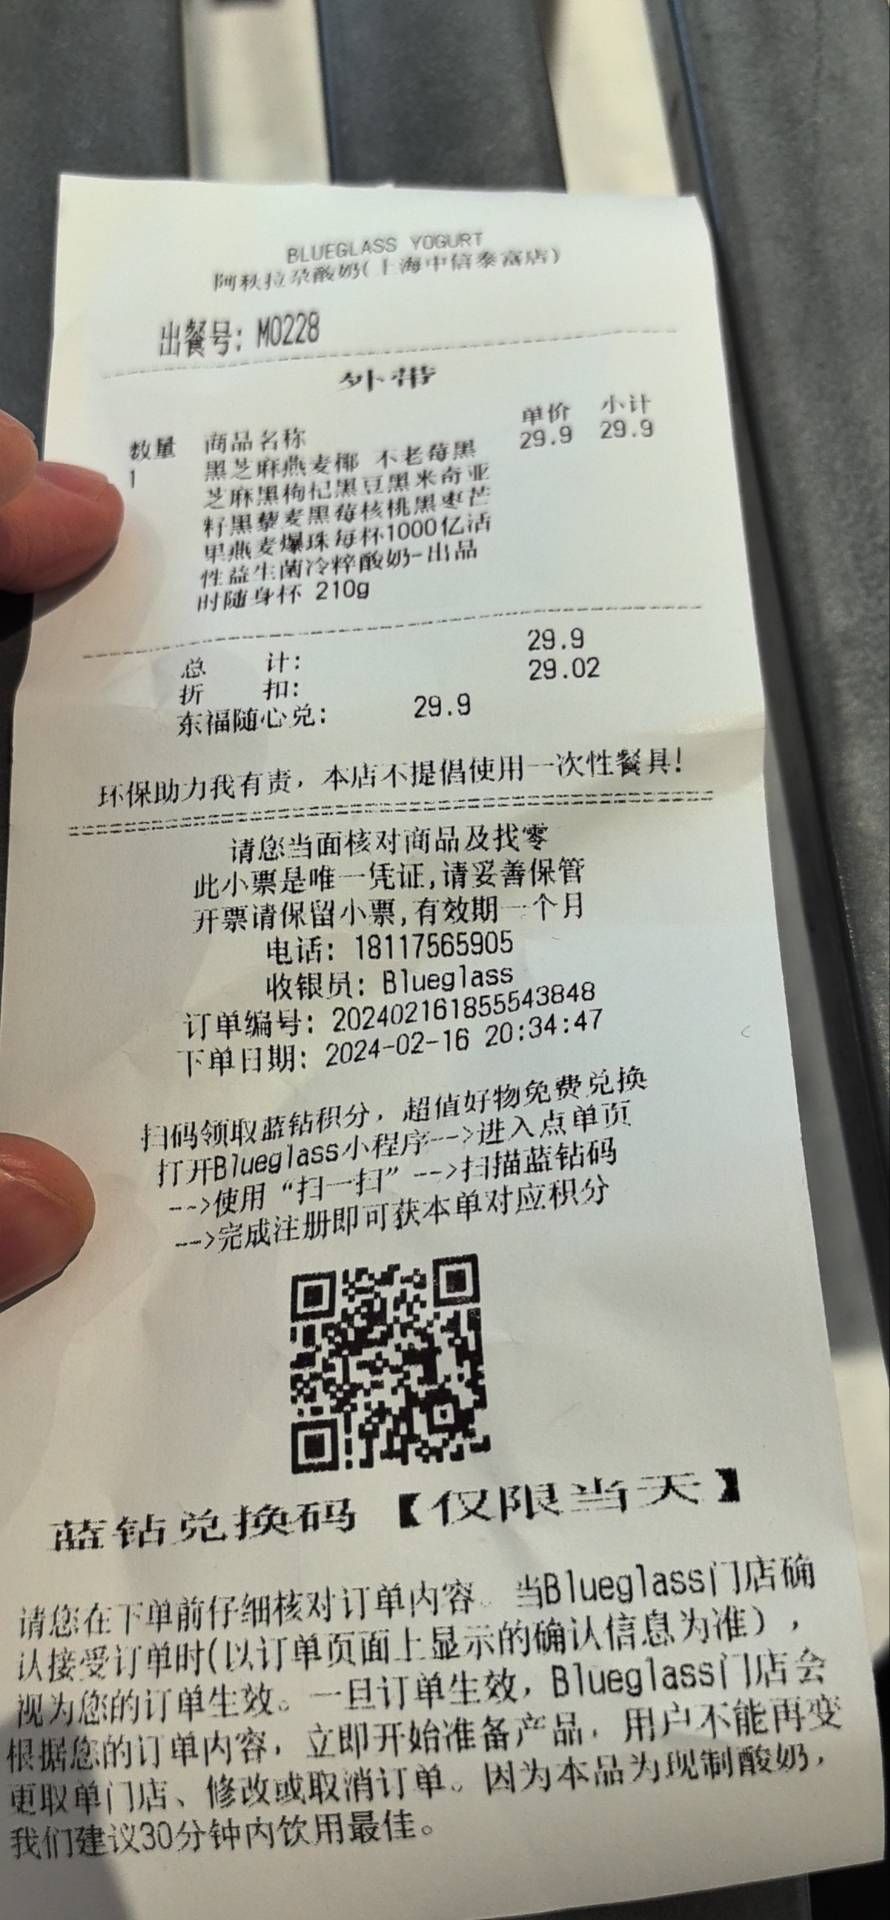 BLUEGLASS YOGURT
阿秋拉尕酸奶(上海中信泰富店)
出餐号: M0228
外带
数量 商品名称 单价 小计
1 黑芝麻燕麦椰 不老莓黑 29.9 29.9
芝麻黑枸杞黑豆黑米奇亚
籽黑藜麦黑莓核桃黑枣芒
果燕麦爆珠每杯1000亿活
性益生菌冷粹酸奶-出品
时随身杯 210g
总 计: 29.9
折 扣: 29.02
东福随心兑: 29.9
环保助力我有责，本店不提倡使用一次性餐具!
请您当面核对商品及找零
此小票是唯一凭证,请妥善保管
开票请保留小票,有效期一个月
电话: 18117565905
收银员: Blueglass
订单编号: 202402161855543848
下单日期: 2024-02-16 20:34:47
扫码领取蓝钻积分，超值好物免费兑换
打开Blueglass小程序-->进入点单页
-->使用“扫一扫”-->扫描蓝钻码
-->完成注册即可获本单对应积分
蓝钻兑换码【仅限当天】
请您在下单前仔细核对订单内容。当Blueglass门店确
认接受订单时(以订单页面上显示的确认信息为准)，
视为您的订单生效。一旦订单生效，Blueglass门店会
根据您的订单内容，立即开始准备产品，用户不能再变
更取单门店、修改或取消订单。因为本品为现制酸奶，
我们建议30分钟内饮用最佳。